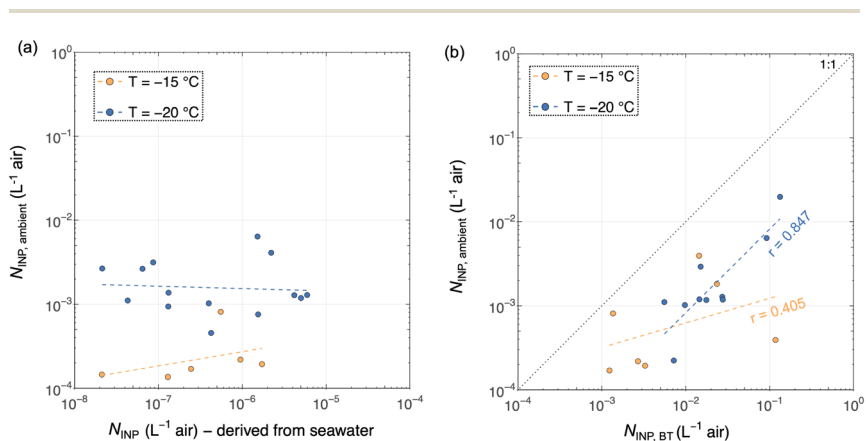 (a)
10⁰
10⁻¹
10⁻²
10⁻³
10⁻⁴
N_INP, ambient (L⁻¹ air)
T = −15 °C
T = −20 °C
10⁻⁸ 10⁻⁷ 10⁻⁶ 10⁻⁵ 10⁻⁴
N_INP (L⁻¹ air) – derived from seawater
(b)
10⁰
10⁻¹
10⁻²
10⁻³
10⁻⁴
N_INP, ambient (L⁻¹ air)
T = −15 °C
T = −20 °C
1:1
r = 0.847
r = 0.405
10⁻⁴ 10⁻³ 10⁻² 10⁻¹ 10⁰
N_INP, BT (L⁻¹ air)